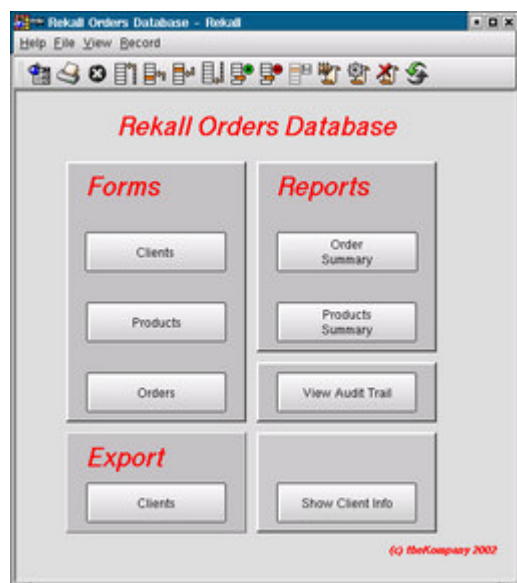 Rekall Orders Database - Rekall
Help File View Record
Rekall Orders Database
Forms
Clients
Products
Orders
Reports
Order
Summary
Products
Summary
View Audit Trail
Export
Clients
Show Client Info
(c) theKompany 2002